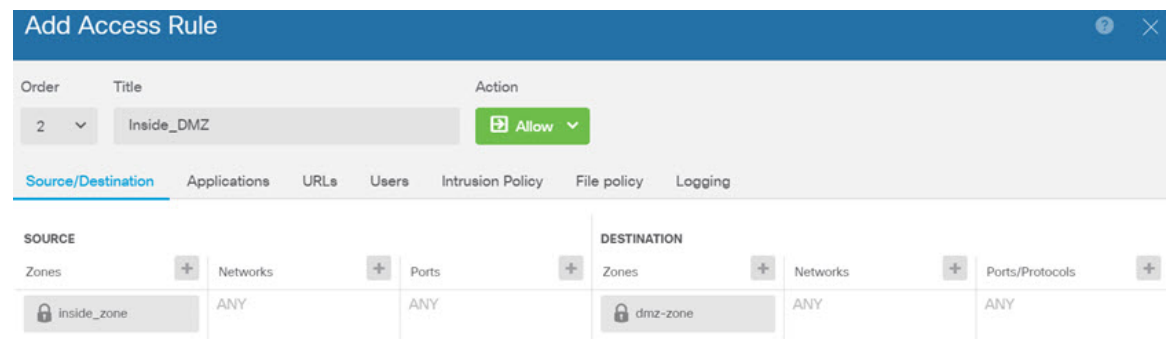 Add Access Rule
Order Title Action
2 Inside_DMZ Allow
Source/Destination Applications URLs Users Intrusion Policy File policy Logging
SOURCE DESTINATION
Zones Networks Ports Zones Networks Ports/Protocols
inside_zone ANY ANY dmz-zone ANY ANY